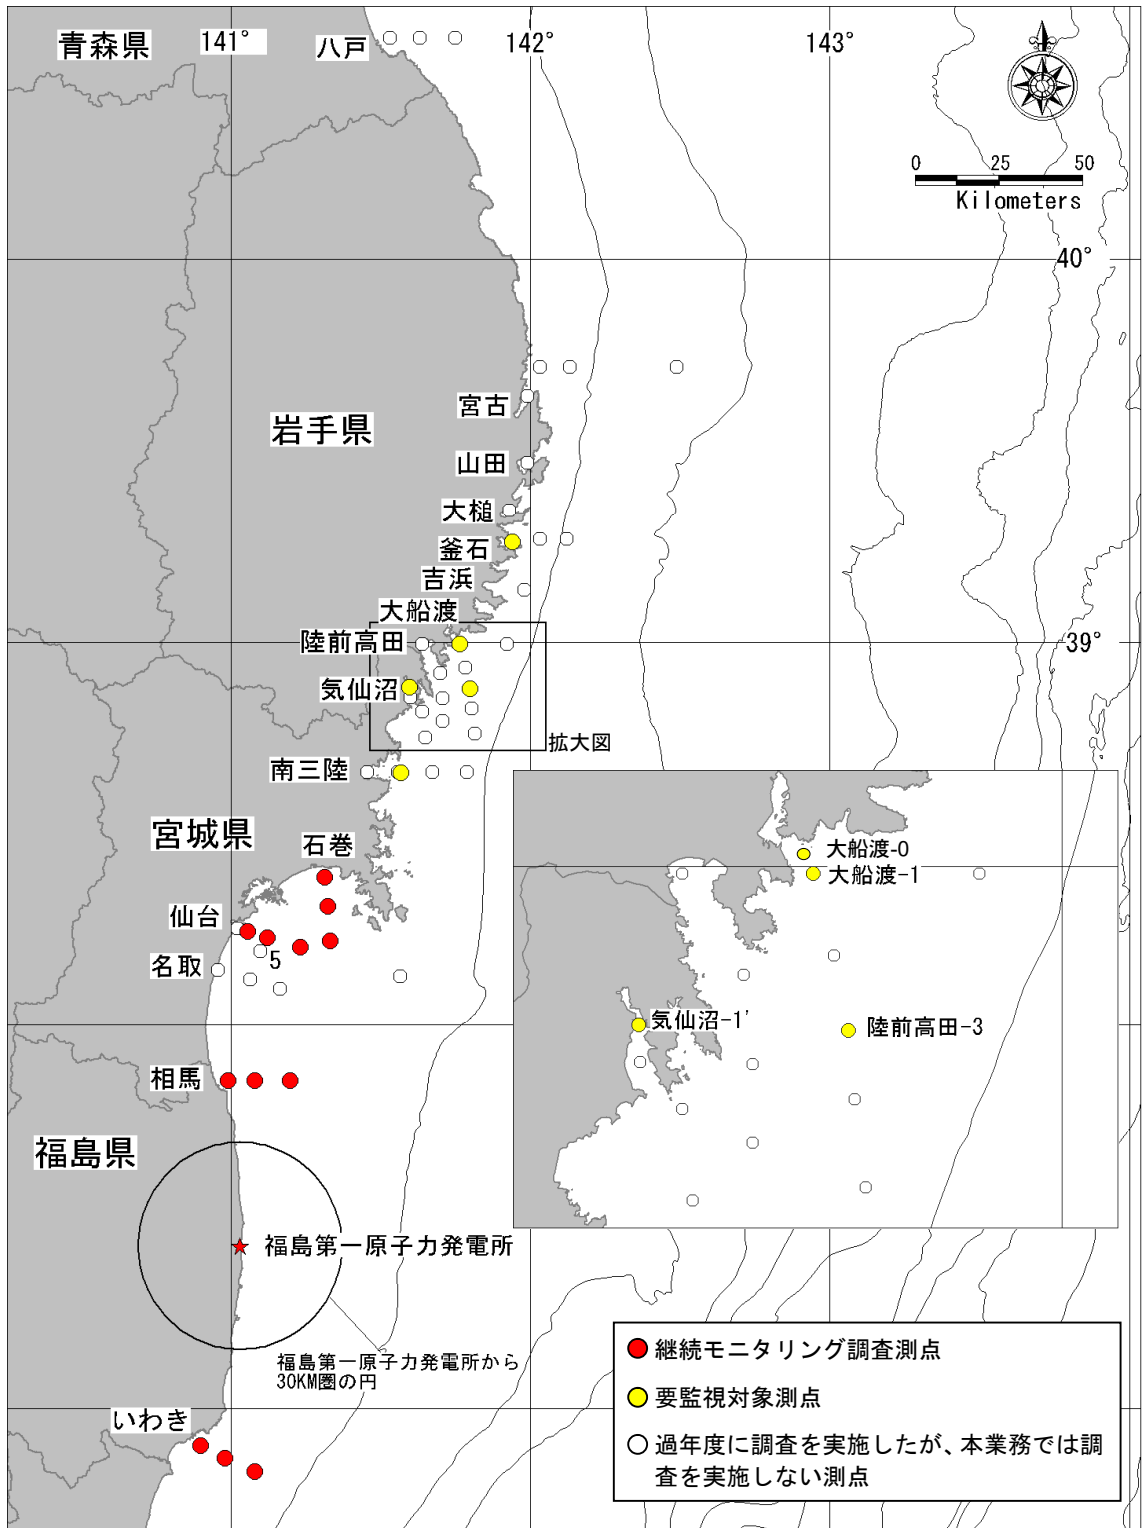 青森県
141°
八戸
142°
143°
0 25 50
Kilometers
40°
宮古
岩手県
山田
大槌
釜石
吉浜
大船渡
陸前高田
39°
気仙沼
拡大図
南三陸
宮城県
石巻
大船渡-0
大船渡-1
仙台
5
名取
気仙沼-1'
陸前高田-3
相馬
福島県
福島第一原子力発電所
福島第一原子力発電所から
30KM圏の円
いわき
継続モニタリング調査測点
要監視対象測点
過年度に調査を実施したが、本業務では調
査を実施しない測点